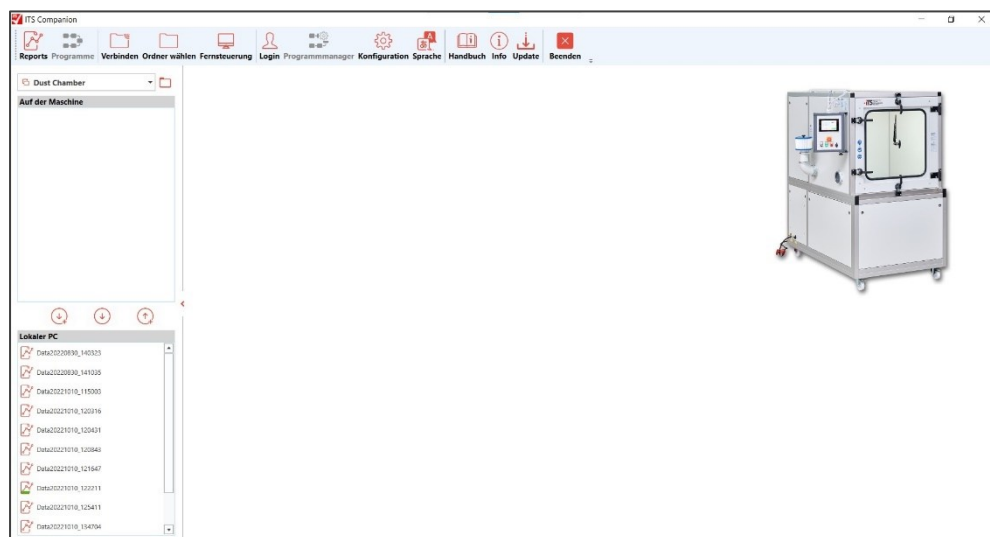 ITS Companion
Reports Programme Verbinden Ordner wählen Fernsteuerung Login Programmmanager Konfiguration Sprache Handbuch Info Update Beenden
Dust Chamber
Auf der Maschine
Lokaler PC
Data20220830_140323
Data20220830_141035
Data20221010_115003
Data20221010_120316
Data20221010_120431
Data20221010_120843
Data20221010_121647
Data20221010_122211
Data20221010_125411
Data20221010_134704